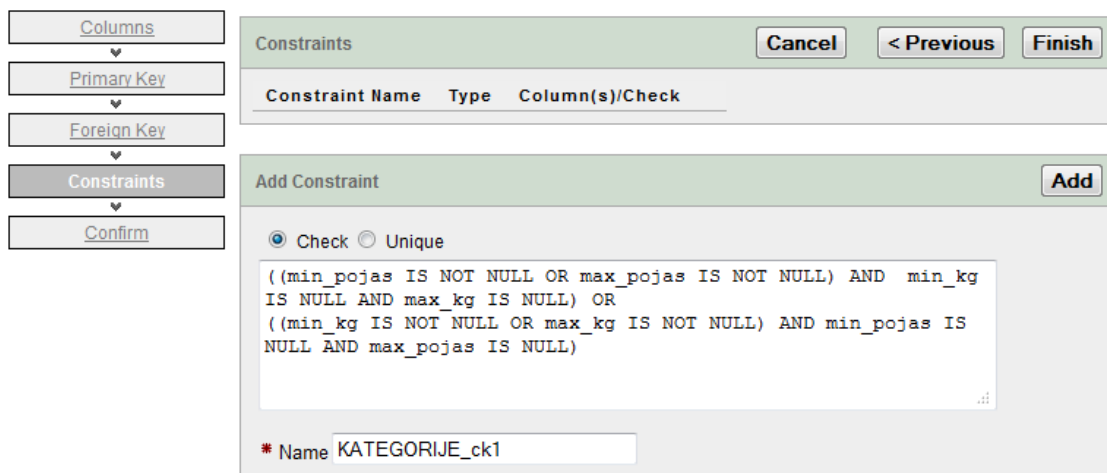 Columns
Primary Key
Foreign Key
Constraints
Confirm
Constraints Cancel < Previous Finish
Constraint Name Type Column(s)/Check
Add Constraint Add
Check Unique
((min_pojas IS NOT NULL OR max_pojas IS NOT NULL) AND  min_kg
IS NULL AND max_kg IS NULL) OR
((min_kg IS NOT NULL OR max_kg IS NOT NULL) AND min_pojas IS
NULL AND max_pojas IS NULL)
* Name KATEGORIJE_ck1